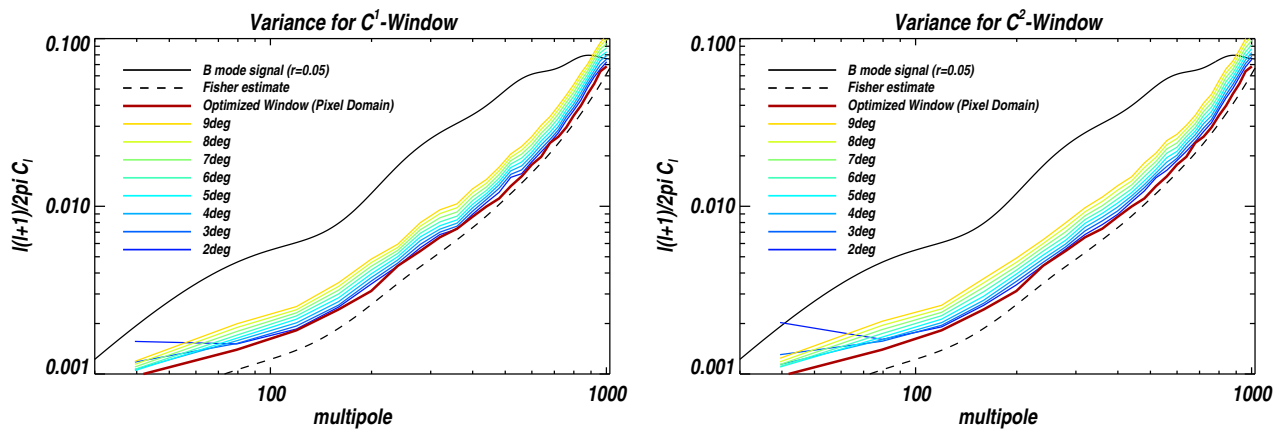 Variance for C¹-Window
0.100
0.010
0.001
l(l+1)/2pi Cₗ
B mode signal (r=0.05)
Fisher estimate
Optimized Window (Pixel Domain)
9deg
8deg
7deg
6deg
5deg
4deg
3deg
2deg
100
1000
multipole
Variance for C²-Window
0.100
0.010
0.001
l(l+1)/2pi Cₗ
B mode signal (r=0.05)
Fisher estimate
Optimized Window (Pixel Domain)
9deg
8deg
7deg
6deg
5deg
4deg
3deg
2deg
100
1000
multipole